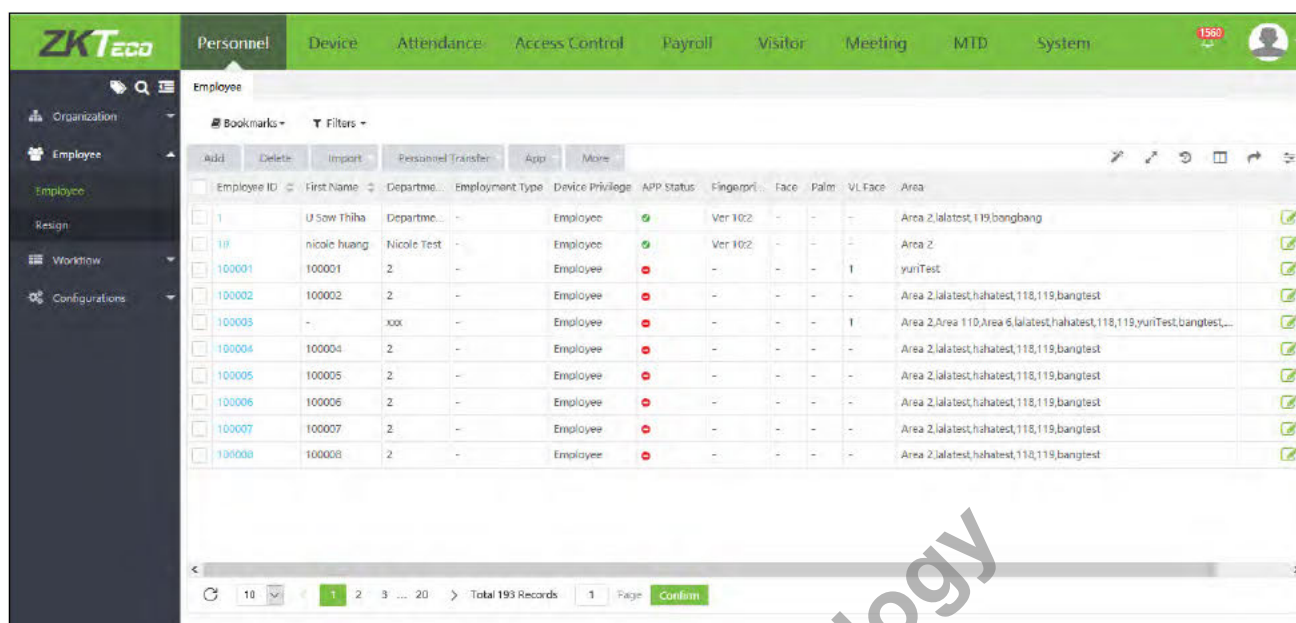 ZKTeco
Personnel Device Attendance Access Control Payroll Visitor Meeting MTD System 1560
Employee
Organization
Bookmarks Filters
Employee
Add Delete Import Personnel Transfer App More
Employee
Employee ID First Name Departme... Employment Type Device Privilege APP Status Fingerpri... Face Palm VL Face Area
Resign
1 U Saw Thiha Departme... - Employee Ver 10:2 - - - Area 2,lalatest,119,bangbang
10 nicole huang Nicole Test - Employee Ver 10:2 - - - Area 2
Workflow
100001 100001 2 - Employee - - - 1 yuriTest
Configurations
100002 100002 2 - Employee - - - - Area 2,lalatest,hahatest,118,119,bangtest
100003 - xxx - Employee - - - 1 Area 2,Area 110,Area 6,lalatest,hahatest,118,119,yuriTest,bangtest,...
100004 100004 2 - Employee - - - - Area 2,lalatest,hahatest,118,119,bangtest
100005 100005 2 - Employee - - - - Area 2,lalatest,hahatest,118,119,bangtest
100006 100006 2 - Employee - - - - Area 2,lalatest,hahatest,118,119,bangtest
100007 100007 2 - Employee - - - - Area 2,lalatest,hahatest,118,119,bangtest
100008 100008 2 - Employee - - - - Area 2,lalatest,hahatest,118,119,bangtest
10 < 1 2 3 ... 20 > Total 193 Records 1 Page Confirm
ology